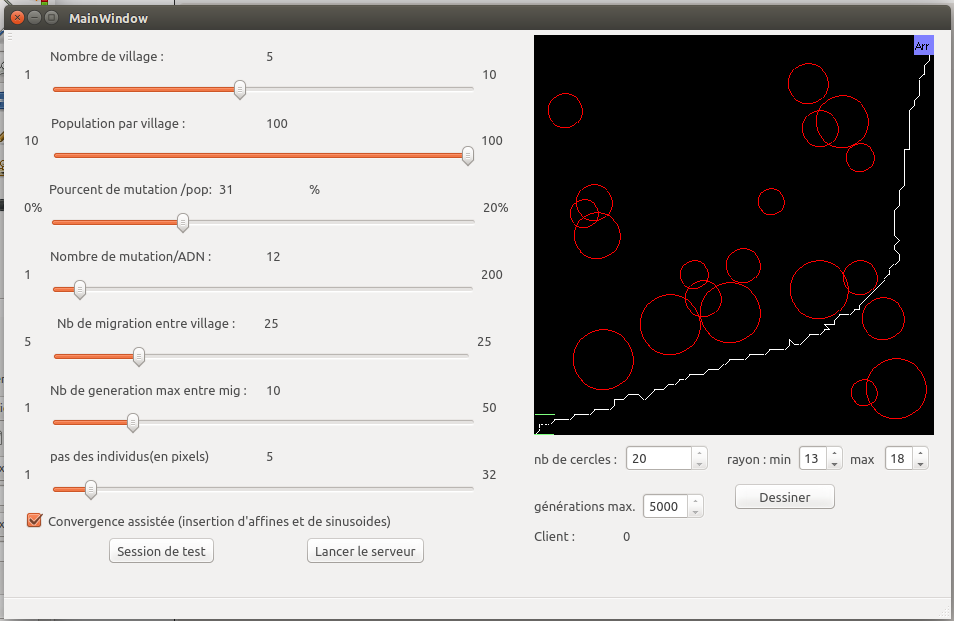 MainWindow
Nombre de village : 5
1 10
Population par village : 100
10 100
Pourcent de mutation /pop: 31 %
0% 20%
Nombre de mutation/ADN : 12
1 200
Nb de migration entre village : 25
5 25
Nb de generation max entre mig : 10
1 50
pas des individus(en pixels) 5
1 32
Convergence assistée (insertion d'affines et de sinusoides)
Session de test Lancer le serveur
Arr
nb de cercles : 20 rayon : min 13 max 18
générations max. 5000 Dessiner
Client : 0